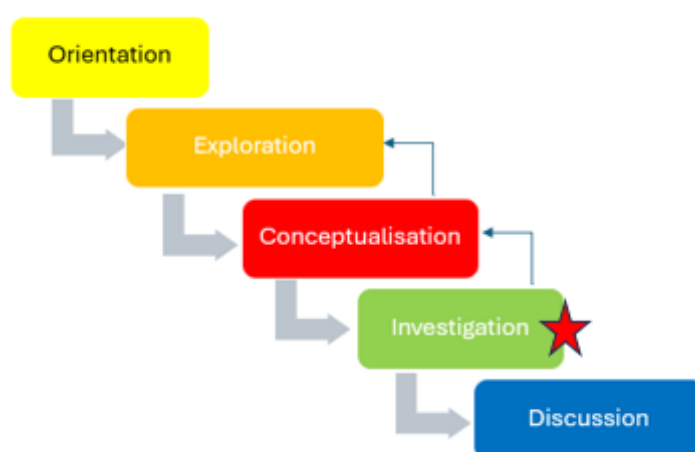 Orientation
Exploration
Conceptualisation
Investigation
Discussion